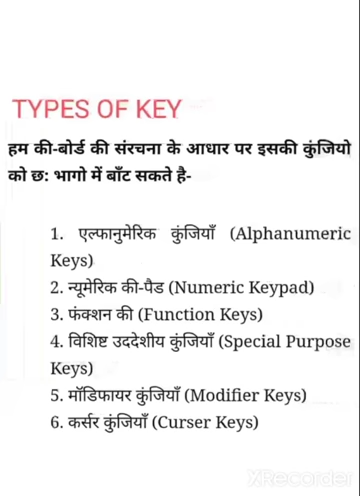 TYPES OF KEY
हम की-बोर्ड की संरचना के आधार पर इसकी कुंजियो
को छ: भागो में बाँट सकते है-
1. एल्फानुमेरिक कुंजियाँ (Alphanumeric
Keys)
2. न्यूमेरिक की-पैड (Numeric Keypad)
3. फंक्शन की (Function Keys)
4. विशिष्ट उददेशीय कुंजियाँ (Special Purpose
Keys)
5. मॉडिफायर कुंजियाँ (Modifier Keys)
6. कर्सर कुंजियाँ (Curser Keys)
XRecorder